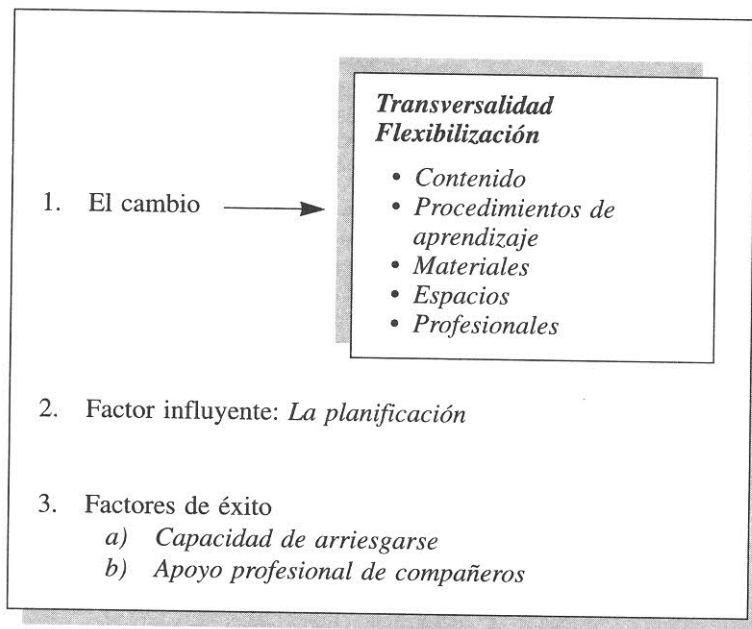 Transversalidad
Flexibilización
• Contenido
1. El cambio
• Procedimientos de
aprendizaje
• Materiales
• Espacios
• Profesionales
2. Factor influyente: La planificación
3. Factores de éxito
a) Capacidad de arriesgarse
b) Apoyo profesional de compañeros